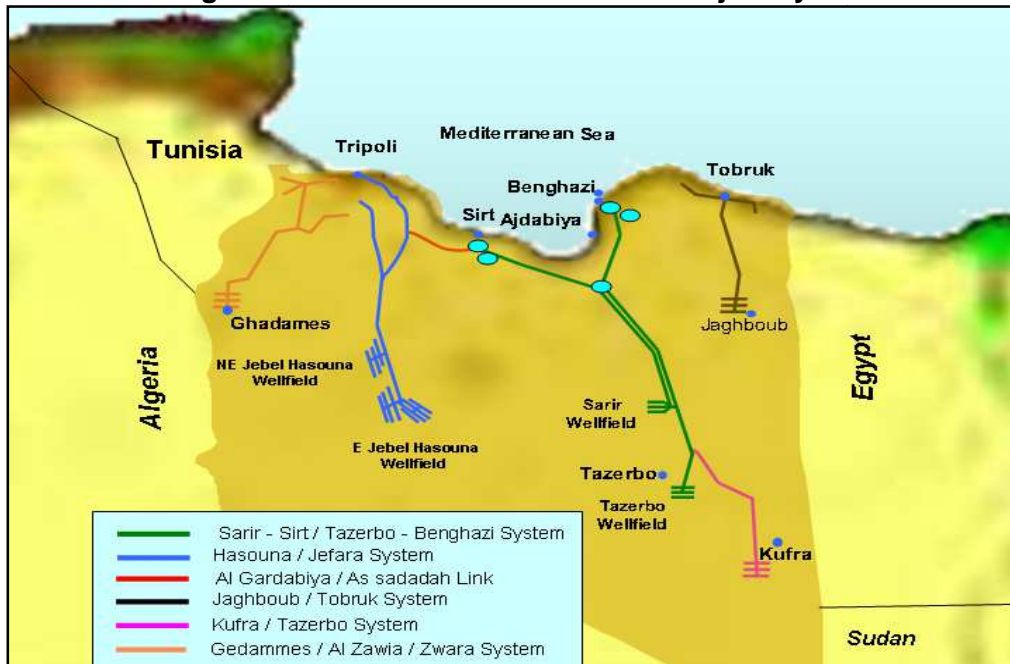 Tunisia
Tripoli
Mediterranean Sea
Benghazi
Tobruk
Sirt
Ajdabiya
Ghadames
Jaghboub
NE Jebel Hasouna
Wellfield
Algeria
Egypt
Sarir
Wellfield
E Jebel Hasouna
Wellfield
Tazerbo
Tazerbo
Wellfield
Kufra
Sudan
Sarir - Sirt / Tazerbo - Benghazi System
Hasouna / Jefara System
Al Gardabiya / As sadadah Link
Jaghboub / Tobruk System
Kufra / Tazerbo System
Gedammes / Al Zawia / Zwara System